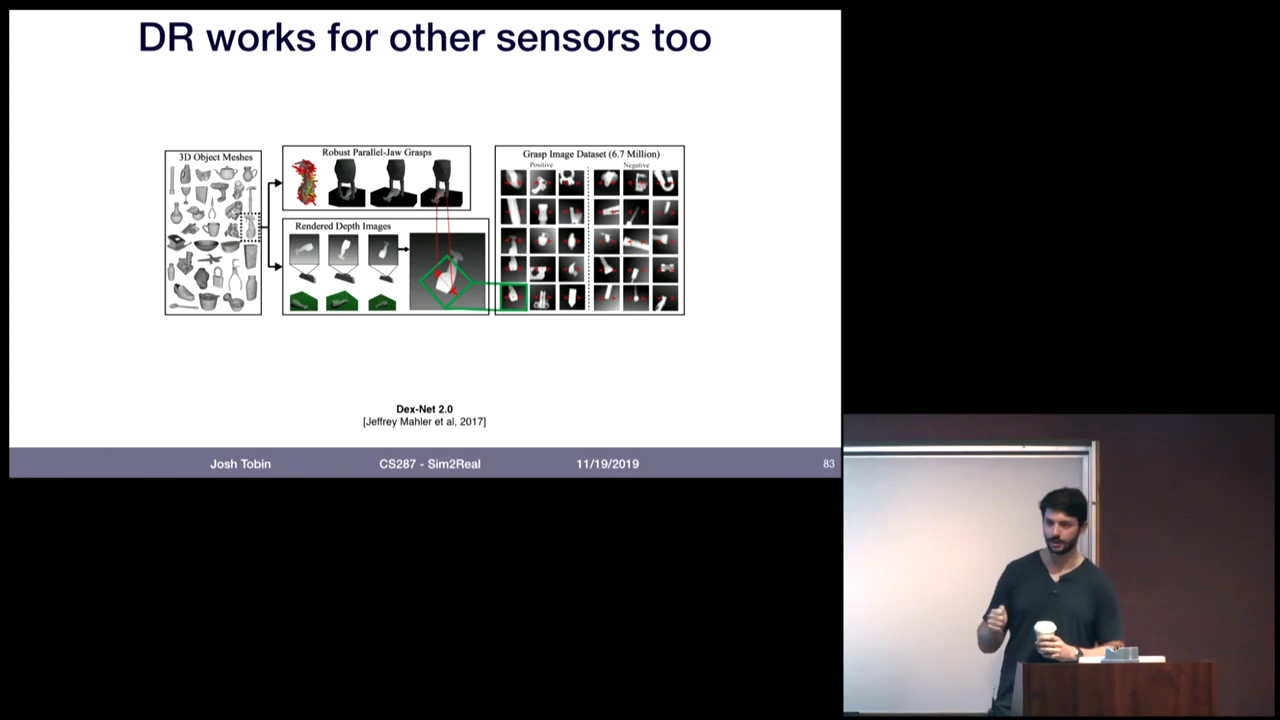 DR works for other sensors too
3D Object Meshes
Robust Parallel-Jaw Grasps
Rendered Depth Images
Grasp Image Dataset (6.7 Million)
Positive
Negative
Dex-Net 2.0
[Jeffrey Mahler et al, 2017]
Josh Tobin
CS287 - Sim2Real
11/19/2019
83